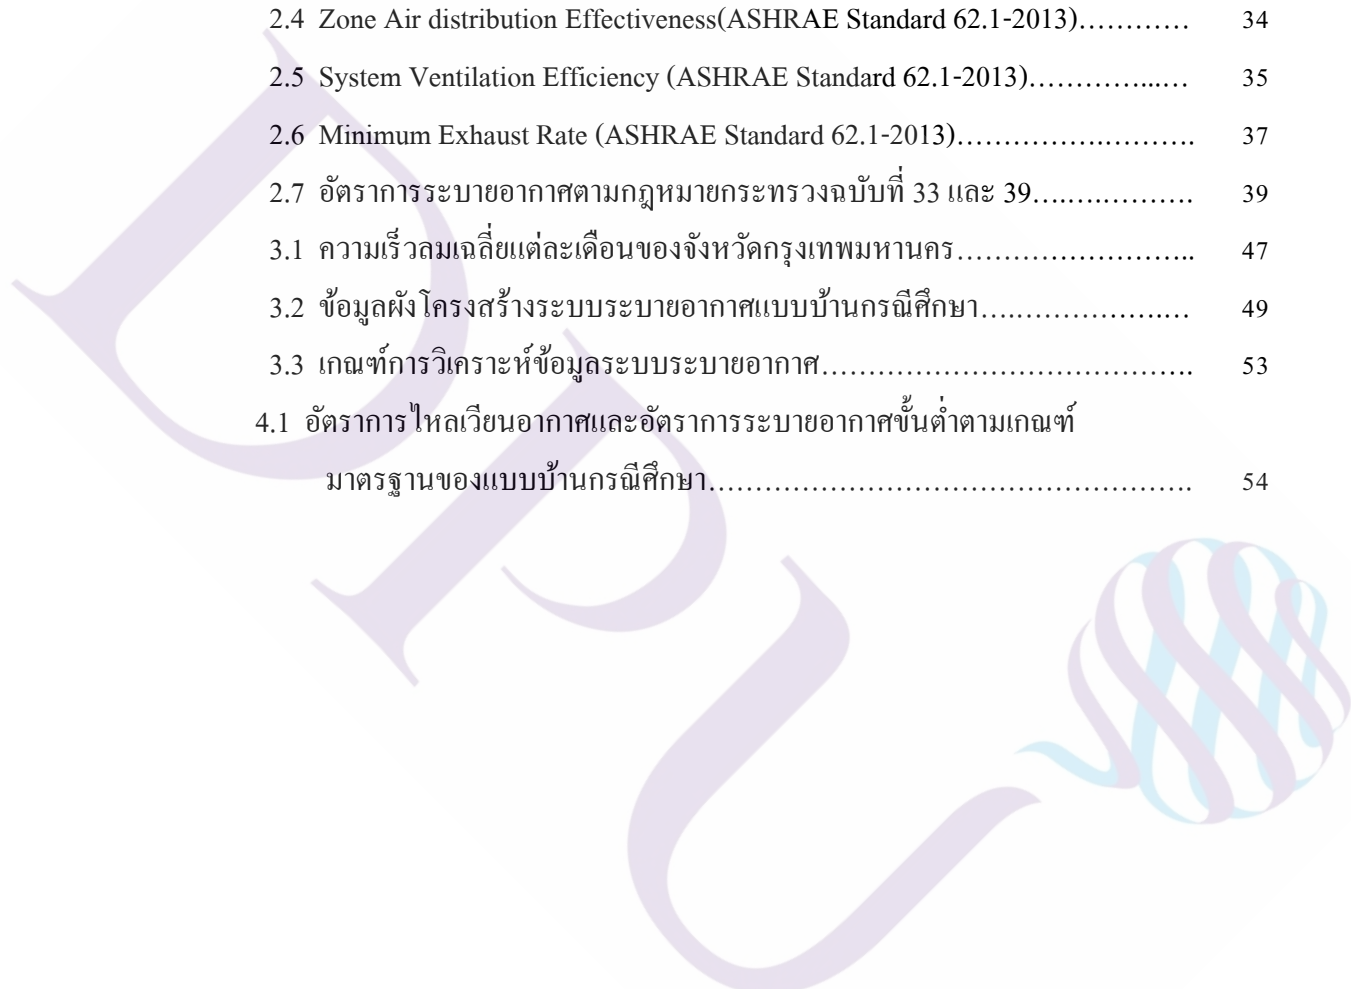 2.4 Zone Air distribution Effectiveness(ASHRAE Standard 62.1-2013)………… 34
2.5 System Ventilation Efficiency (ASHRAE Standard 62.1-2013)…………...… 35
2.6 Minimum Exhaust Rate (ASHRAE Standard 62.1-2013)…………….………. 37
2.7 อัตราการระบายอากาศตามกฎหมายกระทรวงฉบับที่ 33 และ 39….….………. 39
3.1 ความเร็วลมเฉลี่ยแต่ละเดือนของจังหวัดกรุงเทพมหานคร…………………….. 47
3.2 ข้อมูลผังโครงสร้างระบบระบายอากาศแบบบ้านกรณีศึกษา….…………….… 49
3.3 เกณฑ์การวิเคราะห์ข้อมูลระบบระบายอากาศ………………………………. 53
4.1 อัตราการไหลเวียนอากาศและอัตราการระบายอากาศขั้นต่ำตามเกณฑ์
มาตรฐานของแบบบ้านกรณีศึกษา…………………………………………. 54
DPU